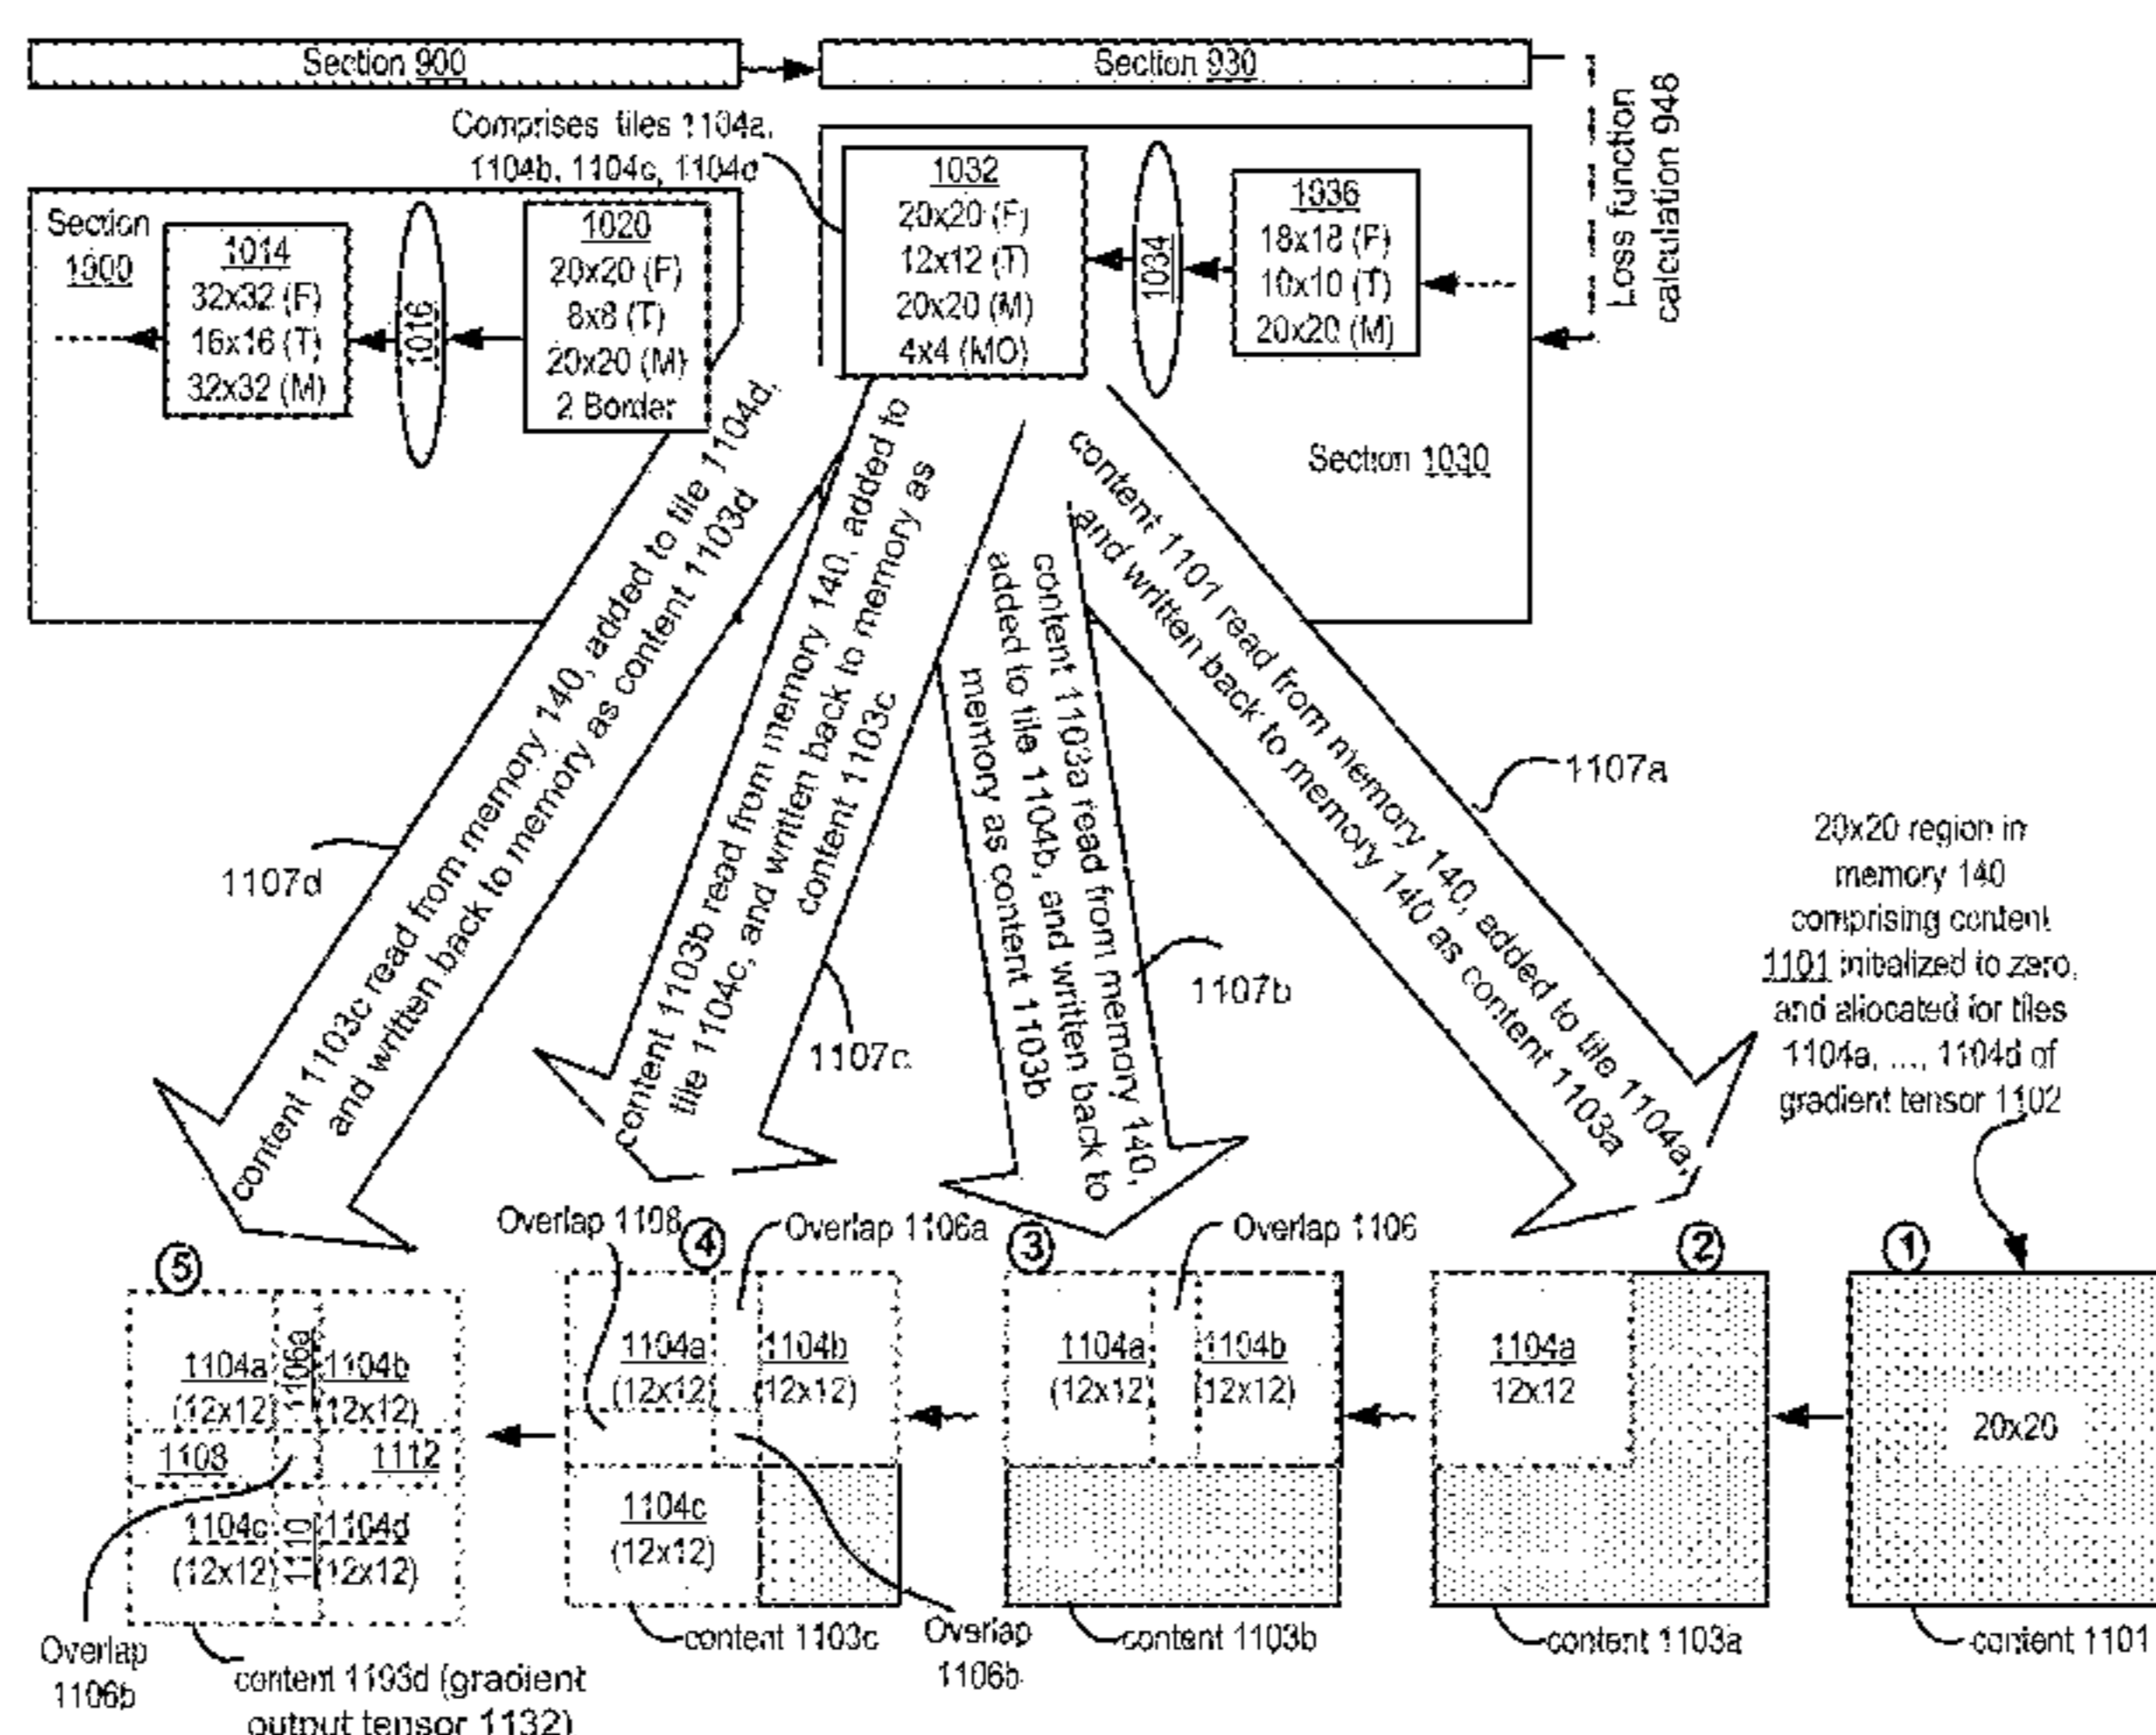 Section 900
Section 930
Loss function
calculation 948
Comprises tiles 1104a,
1104b, 1104c, 1104d
Section
1000
1014
32x32 (F)
16x16 (T)
32x32 (M)
1016
1020
20x20 (F)
8x8 (T)
20x20 (M)
2 Border
1032
20x20 (F)
12x12 (T)
20x20 (M)
4x4 (MO)
1034
1036
18x18 (F)
10x10 (T)
20x20 (M)
Section 1030
content 1103c read from memory 140, added to tile 1104d,
and written back to memory as content 1103d
1107d
content 1103b read from memory 140, added to
tile 1104c, and written back to memory as
content 1103c
1107c
content 1103a read from memory 140,
added to tile 1104b, and written back to
memory as content 1103b
1107b
content 1101 read from memory 140, added to tile 1104a,
and written back to memory 140 as content 1103a
1107a
20x20 region in
memory 140
comprising content
1101 initialized to zero,
and allocated for tiles
1104a, ..., 1104d of
gradient tensor 1102
5
1104a
(12x12)
1106a
1104b
(12x12)
1108
1112
1104c
(12x12)
1110
1104d
(12x12)
Overlap
1106b
content 1103d (gradient
output tensor 1132)
Overlap 1108
4
Overlap 1106a
1104a
(12x12)
1104b
(12x12)
1104c
(12x12)
content 1103c
Overlap
1106b
3
Overlap 1106
1104a
(12x12)
1104b
(12x12)
content 1103b
2
1104a
12x12
content 1103a
1
20x20
content 1101